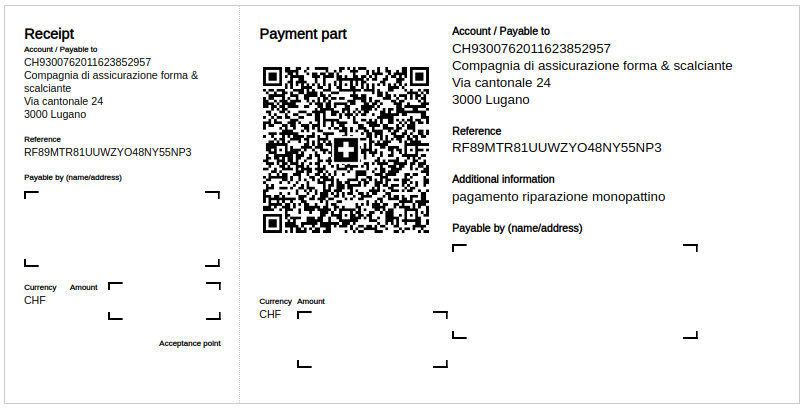 Receipt
Account / Payable to
CH9300762011623852957
Compagnia di assicurazione forma &
scalciante
Via cantonale 24
3000 Lugano
Reference
RF89MTR81UUWZYO48NY55NP3
Payable by (name/address)
Currency Amount
CHF
Acceptance point
Payment part
Currency Amount
CHF
Account / Payable to
CH9300762011623852957
Compagnia di assicurazione forma & scalciante
Via cantonale 24
3000 Lugano
Reference
RF89MTR81UUWZYO48NY55NP3
Additional information
pagamento riparazione monopattino
Payable by (name/address)